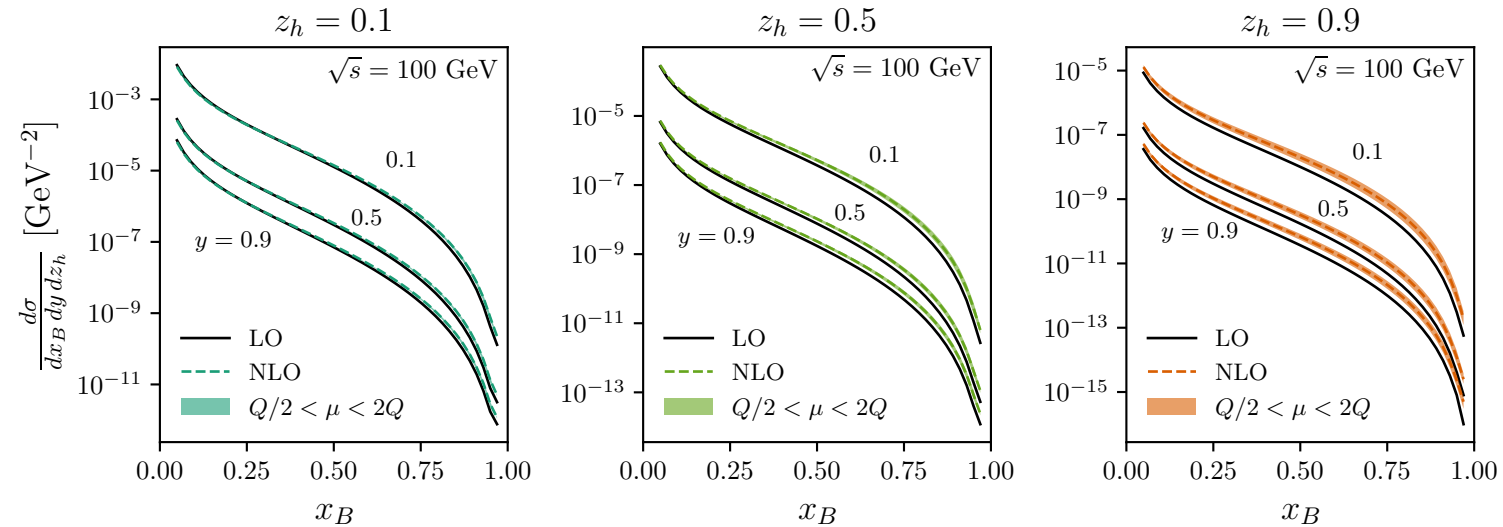 z_h = 0.1
z_h = 0.5
z_h = 0.9
\frac{d\sigma}{dx_B\,dy\,dz_h} [GeV^{-2}]
√s = 100 GeV
10^{-3}
10^{-5}
10^{-7}
10^{-9}
10^{-11}
0.1
0.5
y = 0.9
LO
NLO
Q/2 < μ < 2Q
0.00 0.25 0.50 0.75 1.00
x_B
√s = 100 GeV
10^{-5}
10^{-7}
10^{-9}
10^{-11}
10^{-13}
0.1
0.5
y = 0.9
LO
NLO
Q/2 < μ < 2Q
0.00 0.25 0.50 0.75 1.00
x_B
√s = 100 GeV
10^{-5}
10^{-7}
10^{-9}
10^{-11}
10^{-13}
10^{-15}
0.1
0.5
y = 0.9
LO
NLO
Q/2 < μ < 2Q
0.00 0.25 0.50 0.75 1.00
x_B